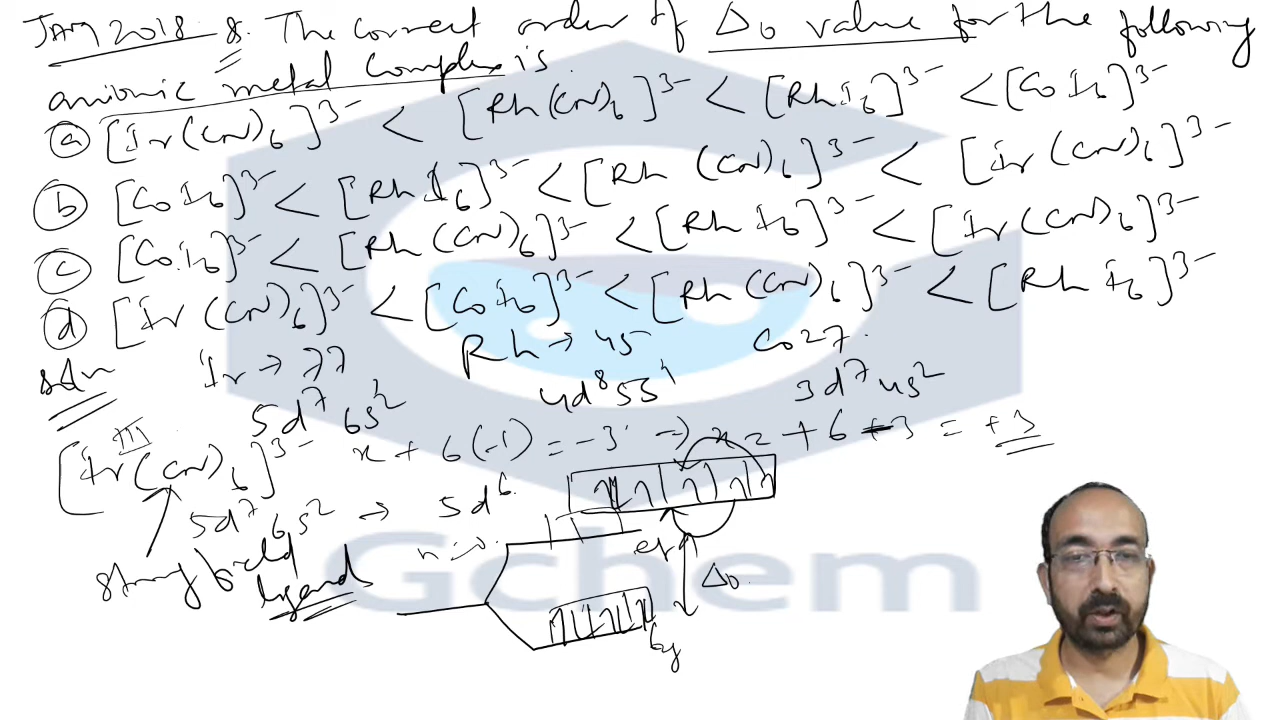 JAM 2018 8. The correct order of Δo value for the following
anionic metal complex is.
(a) [Ir(CN)6]3- < [Rh(CN)6]3- < [RhI6]3- < [CoI6]3-
(b) [CoI6]3- < [RhI6]3- < [Rh(CN)6]3- < [Ir(CN)6]3-
(c) [CoI6]3- < [Rh(CN)6]3- < [RhI6]3- < [Ir(CN)6]3-
(d) [Ir(CN)6]3- < [CoI6]3- < [Rh(CN)6]3- < [RhI6]3-
soln Ir → 77 Rh → 45 Co 27
5d7 6s2 4d8 5s1 3d7 4s2
[Ir(CN)6]3- III x + 6(-1) = -3 → x = +6 -3 = +3
5d7 6s2 → 5d6
strong field ligand
eg Δo
Gchem